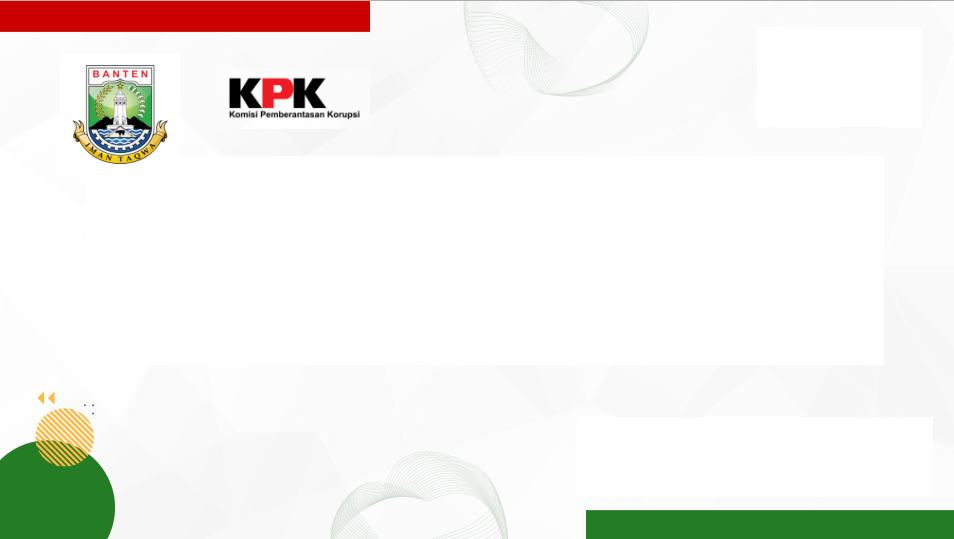 BANTEN
IMAN TAQWA
KPK
Komisi Pemberantasan Korupsi